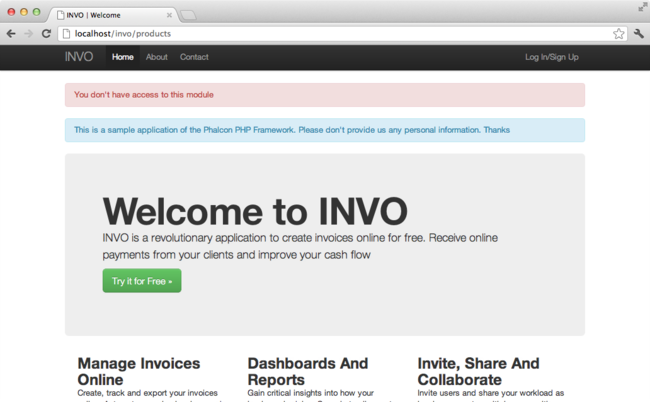 INVO | Welcome
localhost/invo/products
INVO Home About Contact Log In/Sign Up
You don't have access to this module
This is a sample application of the Phalcon PHP Framework. Please don't provide us any personal information. Thanks
Welcome to INVO
INVO is a revolutionary application to create invoices online for free. Receive online
payments from your clients and improve your cash flow
Try it for Free »
Manage Invoices
Online
Create, track and export your invoices
Dashboards And
Reports
Gain critical insights into how your
Invite, Share And
Collaborate
Invite users and share your workload as